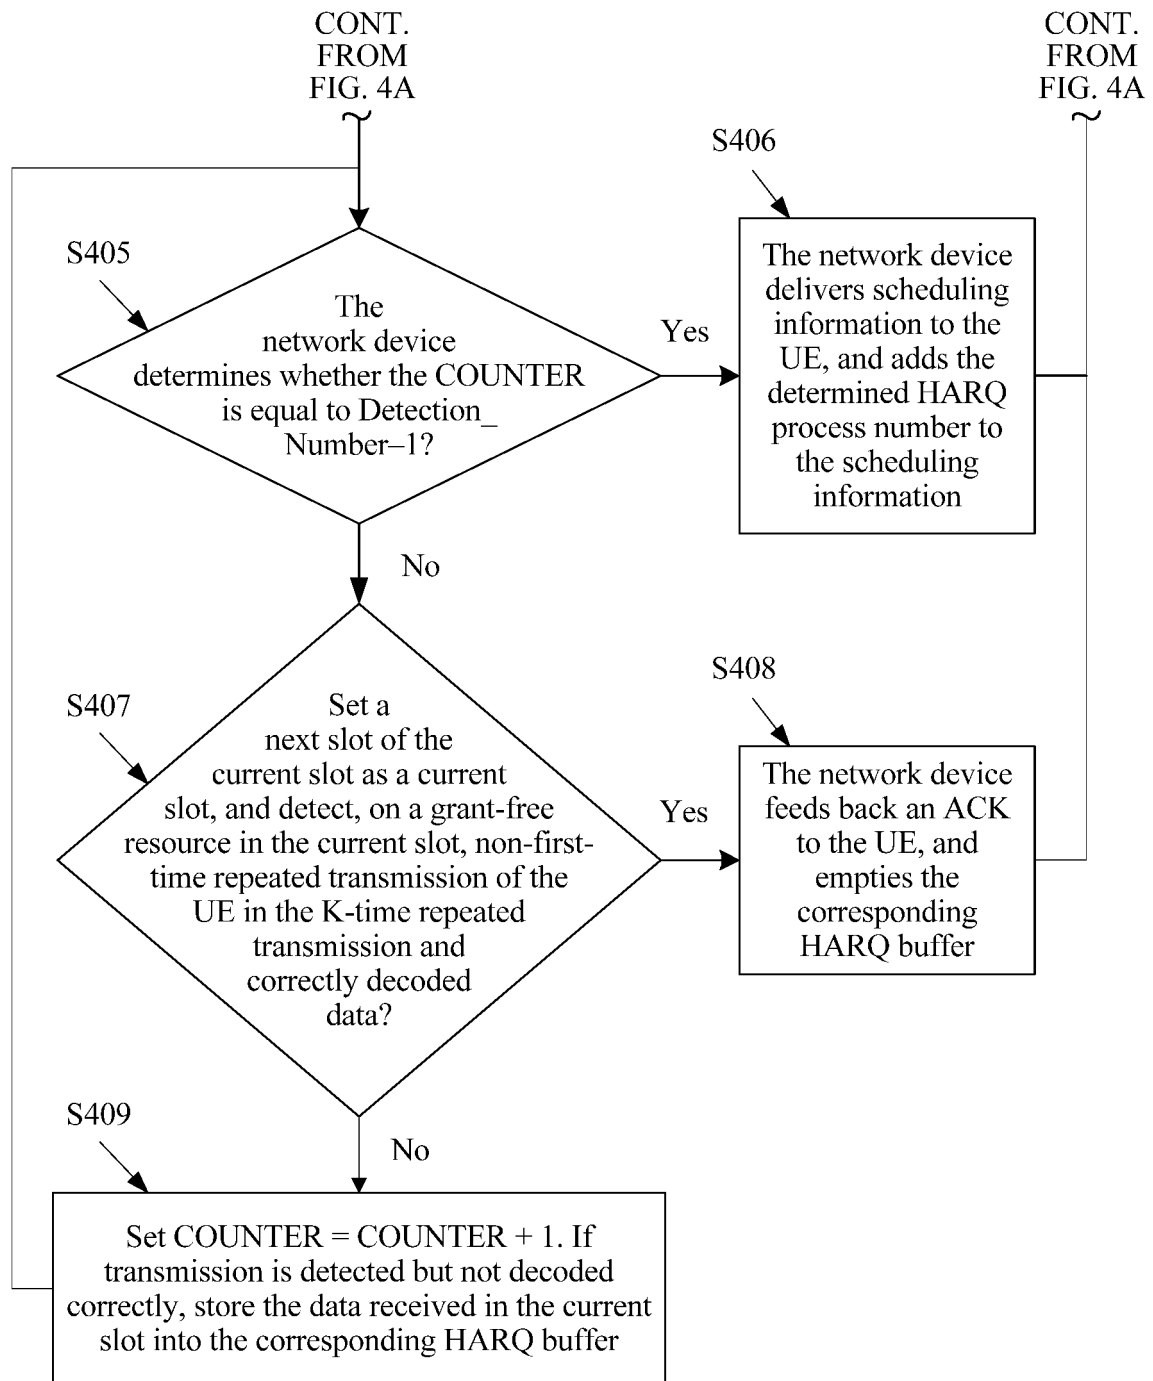 CONT.
FROM
FIG. 4A
CONT.
FROM
FIG. 4A
S405
The
network device
determines whether the COUNTER
is equal to Detection_
Number–1?
Yes
S406
The network device
delivers scheduling
information to the
UE, and adds the
determined HARQ
process number to
the scheduling
information
No
S407
Set a
next slot of the
current slot as a current
slot, and detect, on a grant-free
resource in the current slot, non-first-
time repeated transmission of the
UE in the K-time repeated
transmission and
correctly decoded
data?
Yes
S408
The network device
feeds back an ACK
to the UE, and
empties the
corresponding
HARQ buffer
No
S409
Set COUNTER = COUNTER + 1. If
transmission is detected but not decoded
correctly, store the data received in the current
slot into the corresponding HARQ buffer